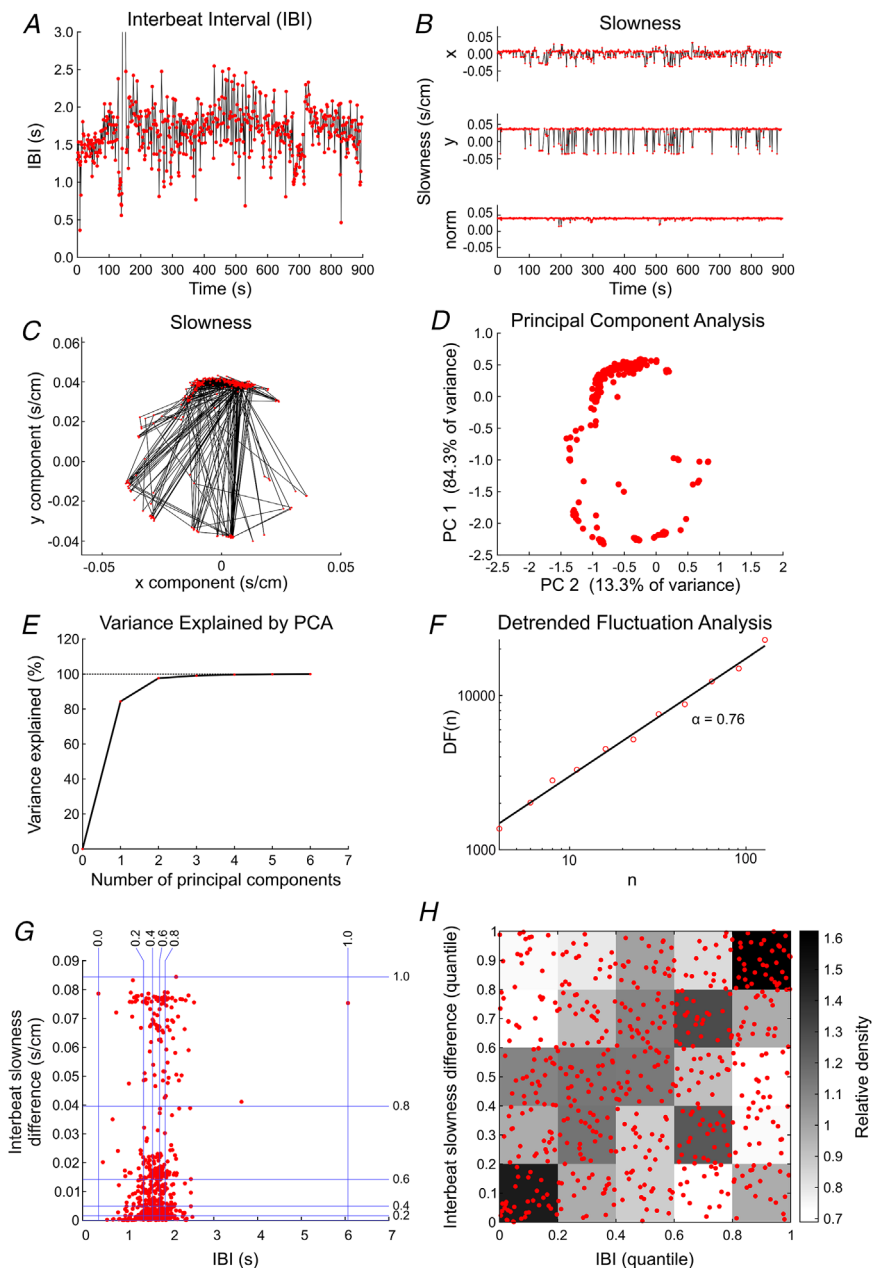 A
Interbeat Interval (IBI)
3.0
2.5
2.0
1.5
1.0
0.5
0.0
IBI (s)
0 100 200 300 400 500 600 700 800 900
Time (s)
B
Slowness
Slowness (s/cm)
x
0.05
0.00
-0.05
y
0.05
0.00
-0.05
norm
0.05
0.00
-0.05
0 100 200 300 400 500 600 700 800 900
Time (s)
C
Slowness
y component (s/cm)
0.06
0.04
0.02
0.00
-0.02
-0.04
-0.05 0 0.05
x component (s/cm)
D
Principal Component Analysis
PC 1 (84.3% of variance)
1.0
0.5
0.0
-0.5
-1.0
-1.5
-2.0
-2.5
-2.5 -2 -1.5 -1 -0.5 0 0.5 1 1.5 2
PC 2 (13.3% of variance)
E
Variance Explained by PCA
Variance explained (%)
120
100
80
60
40
20
0
0 1 2 3 4 5 6 7
Number of principal components
F
Detrended Fluctuation Analysis
DF(n)
10000
1000
α = 0.76
10 100
n
G
0.0 0.2 0.4 0.6 0.8 1.0
Interbeat slowness
difference (s/cm)
0.09
0.08
0.07
0.06
0.05
0.04
0.03
0.02
0.01
0
1.0
0.8
0.6
0.4
0.2
0 1 2 3 4 5 6 7
IBI (s)
H
Interbeat slowness difference (quantile)
1
0.9
0.8
0.7
0.6
0.5
0.4
0.3
0.2
0.1
0
0 0.2 0.4 0.6 0.8 1
IBI (quantile)
1.6
1.5
1.4
1.3
1.2
1.1
1.0
0.9
0.8
0.7
Relative density